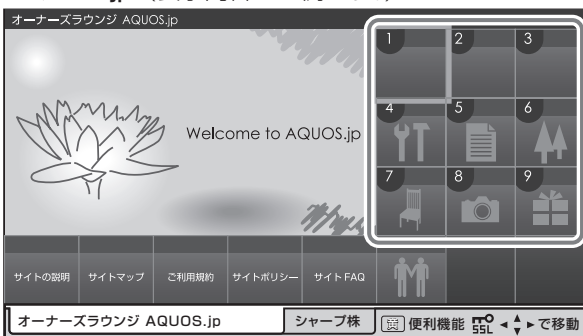 オーナーズラウンジ AQUOS.jp
1 2 3
Welcome to AQUOS.jp
4 5 6
7 8 9
サイトの説明 サイトマップ ご利用規約 サイトポリシー サイトFAQ
オーナーズラウンジ AQUOS.jp シャープ株 黄 便利機能 SSL で移動